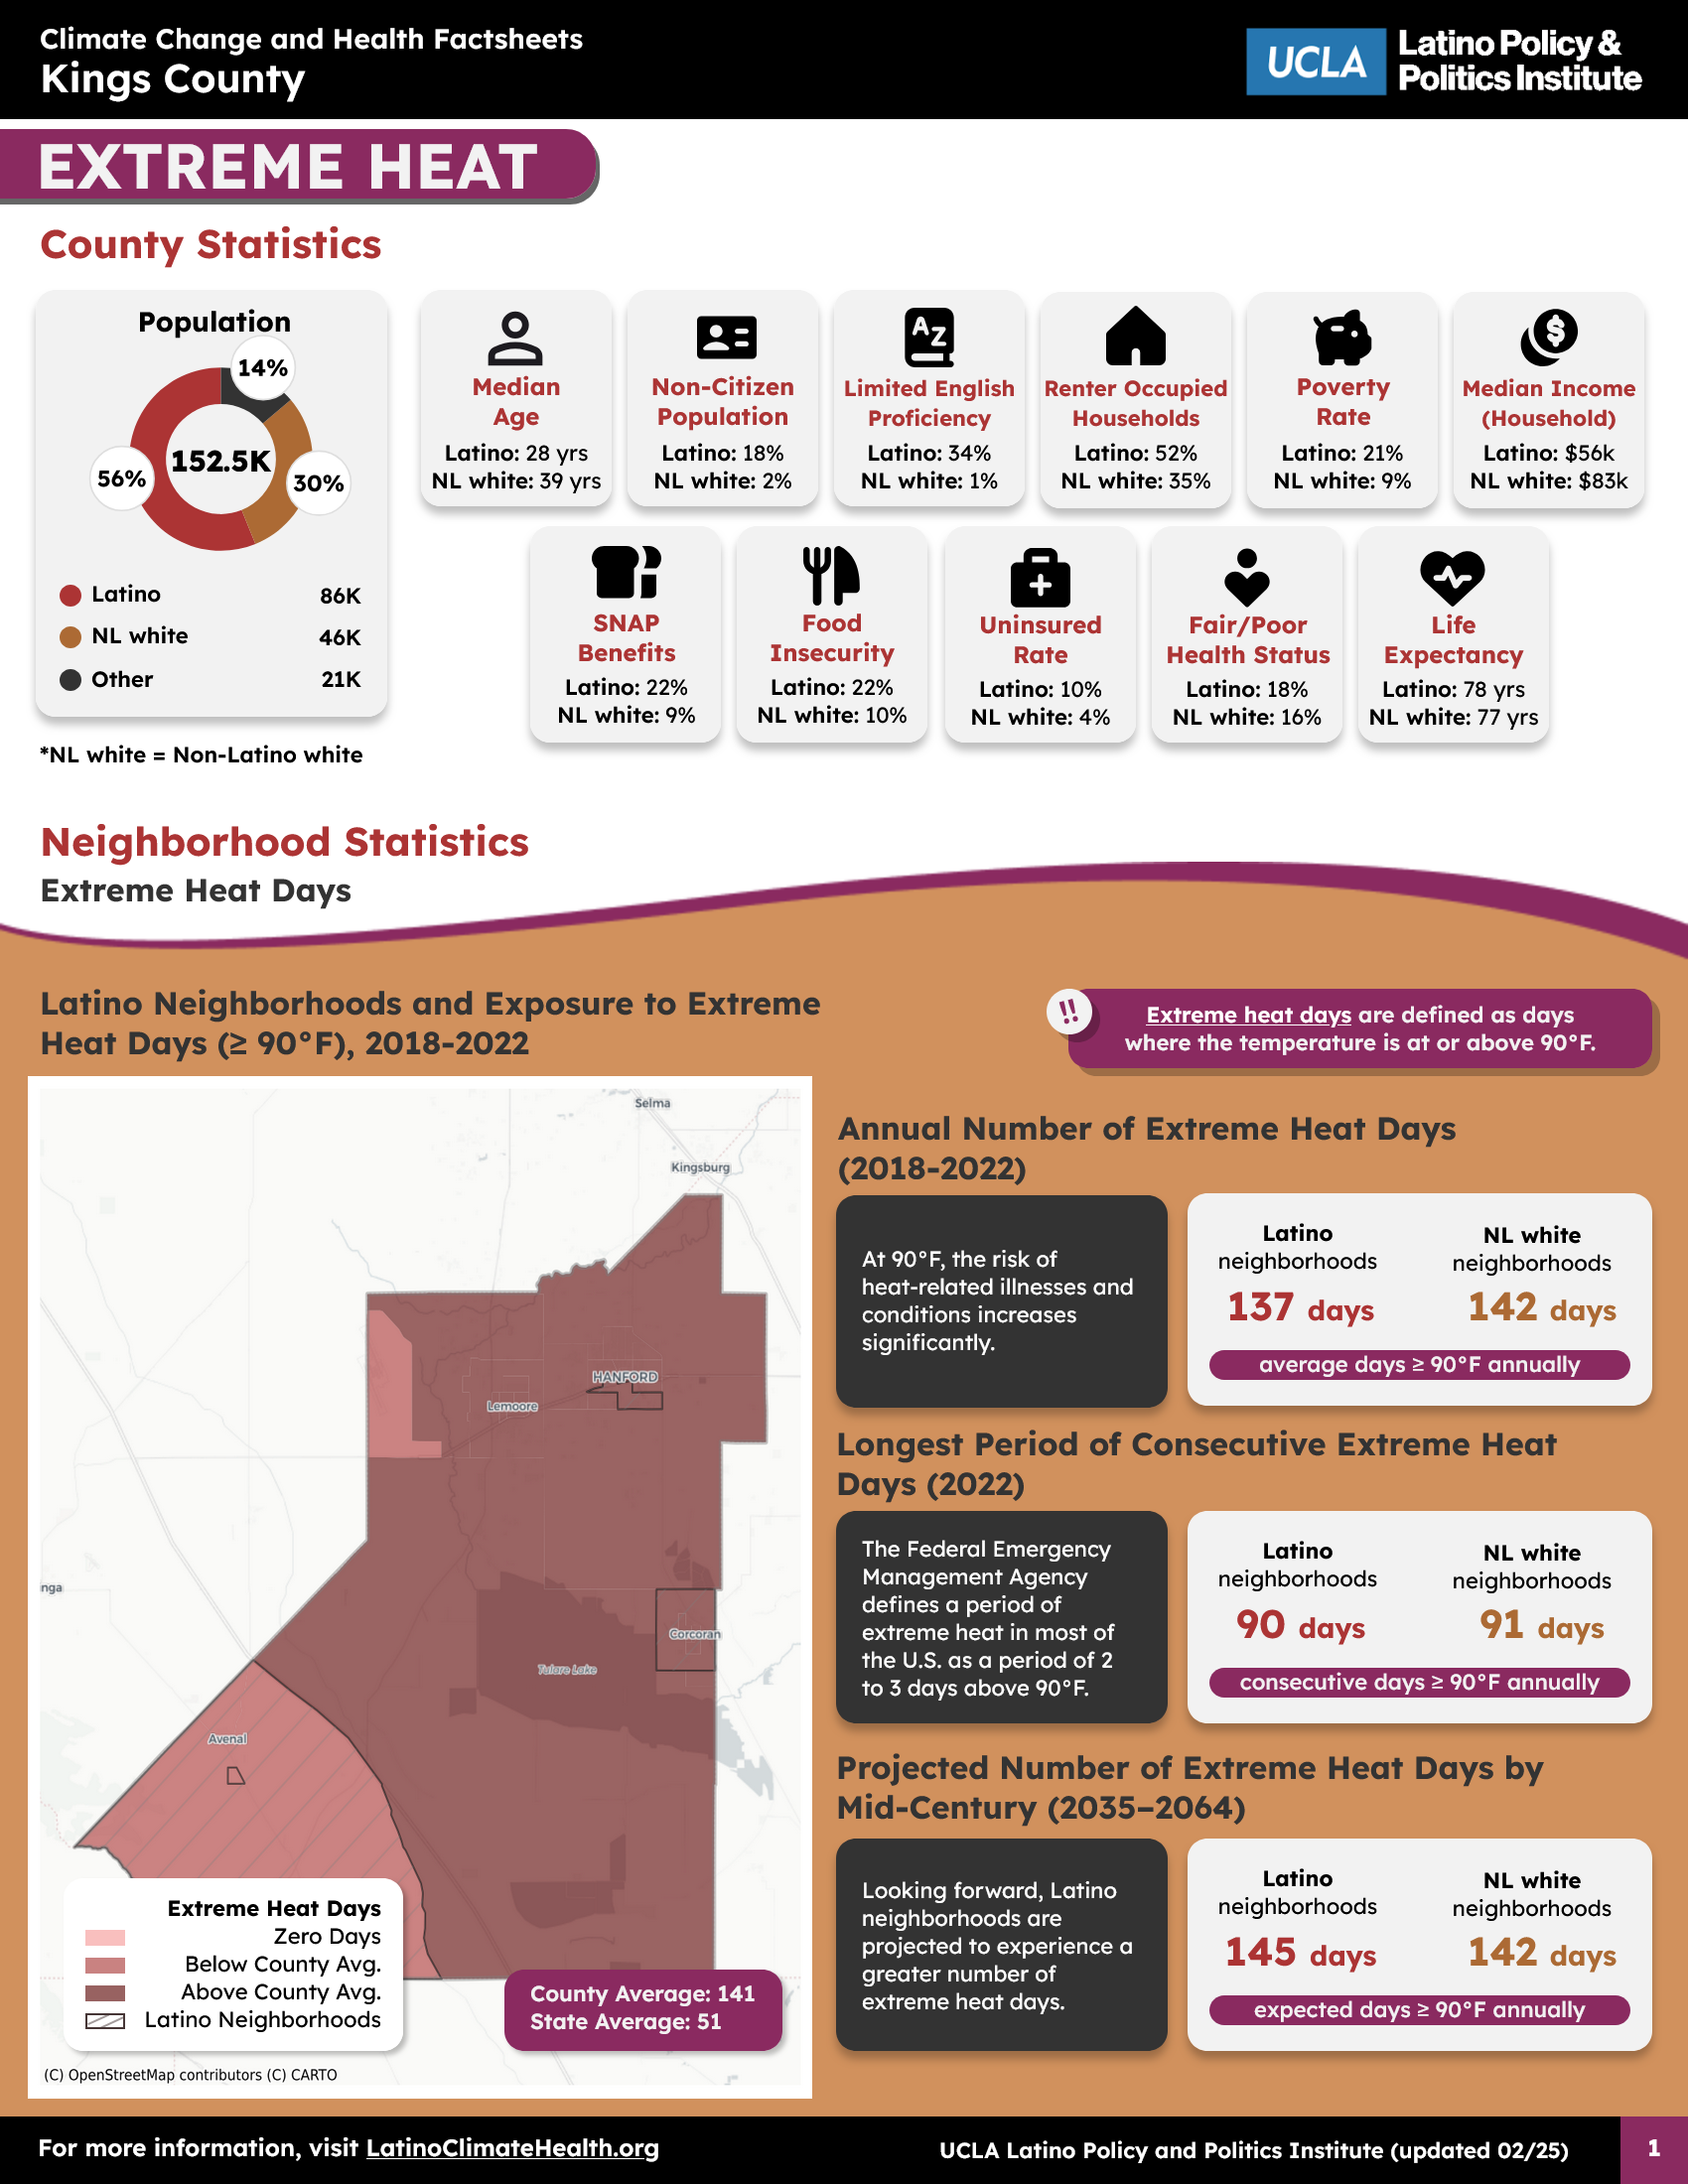 Climate Change and Health Factsheets
Kings County
UCLA
Latino Policy &
Politics Institute
EXTREME HEAT
County Statistics
Population
14%
152.5K
56%
30%
Latino 86K
NL white 46K
Other 21K
*NL white = Non-Latino white
Median
Age
Latino: 28 yrs
NL white: 39 yrs
Non-Citizen
Population
Latino: 18%
NL white: 2%
AZ
Limited English
Proficiency
Latino: 34%
NL white: 1%
Renter Occupied
Households
Latino: 52%
NL white: 35%
Poverty
Rate
Latino: 21%
NL white: 9%
$
Median Income
(Household)
Latino: $56k
NL white: $83k
SNAP
Benefits
Latino: 22%
NL white: 9%
Food
Insecurity
Latino: 22%
NL white: 10%
Uninsured
Rate
Latino: 10%
NL white: 4%
Fair/Poor
Health Status
Latino: 18%
NL white: 16%
Life
Expectancy
Latino: 78 yrs
NL white: 77 yrs
Neighborhood Statistics
Extreme Heat Days
Latino Neighborhoods and Exposure to Extreme
Heat Days (≥ 90°F), 2018-2022
!!
Extreme heat days are defined as days
where the temperature is at or above 90°F.
Selma
Kingsburg
HANFORD
Lemoore
nga
Corcoran
Tulare Lake
Avenal
Extreme Heat Days
Zero Days
Below County Avg.
Above County Avg.
Latino Neighborhoods
County Average: 141
State Average: 51
(C) OpenStreetMap contributors (C) CARTO
Annual Number of Extreme Heat Days
(2018-2022)
At 90°F, the risk of
heat-related illnesses and
conditions increases
significantly.
Latino
neighborhoods
137 days
NL white
neighborhoods
142 days
average days ≥ 90°F annually
Longest Period of Consecutive Extreme Heat
Days (2022)
The Federal Emergency
Management Agency
defines a period of
extreme heat in most of
the U.S. as a period of 2
to 3 days above 90°F.
Latino
neighborhoods
90 days
NL white
neighborhoods
91 days
consecutive days ≥ 90°F annually
Projected Number of Extreme Heat Days by
Mid-Century (2035–2064)
Looking forward, Latino
neighborhoods are
projected to experience a
greater number of
extreme heat days.
Latino
neighborhoods
145 days
NL white
neighborhoods
142 days
expected days ≥ 90°F annually
For more information, visit LatinoClimateHealth.org
UCLA Latino Policy and Politics Institute (updated 02/25)
1